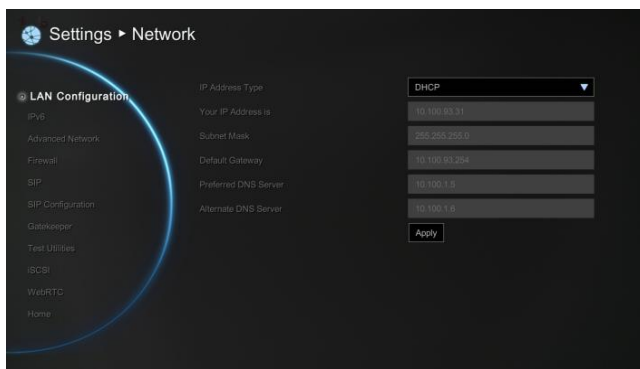 Settings ▸ Network
LAN Configuration
IPv6
Advanced Network
Firewall
SIP
SIP Configuration
Gatekeeper
Test Utilities
ISCSI
WebRTC
Home
IP Address Type DHCP
Your IP Address is 10.100.93.31
Subnet Mask 255.255.255.0
Default Gateway 10.100.93.254
Preferred DNS Server 10.100.1.5
Alternate DNS Server 10.100.1.6
Apply